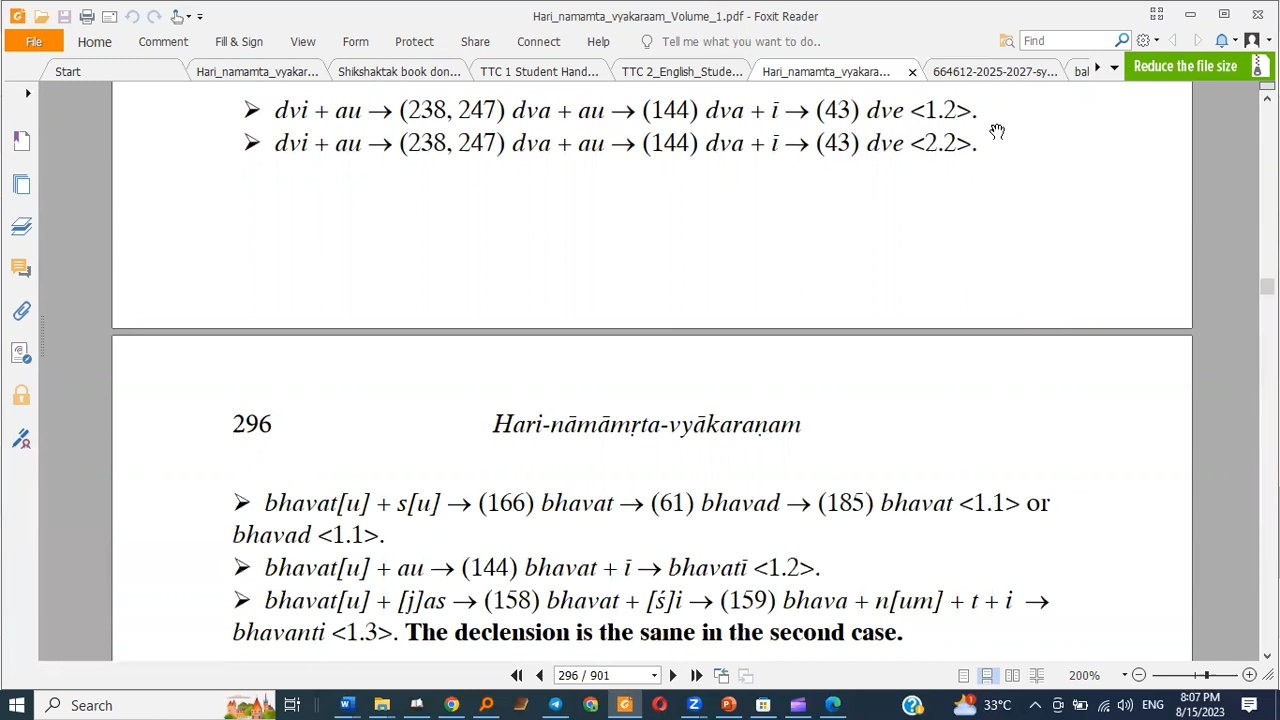 Hari_namamta_vyakaraam_Volume_1.pdf - Foxit Reader
File Home Comment Fill & Sign View Form Protect Share Connect Help Tell me what you want to do.. Find
Start Hari_namamta_vyakar... Shikshaktak book don... TTC 1 Student Hand... TTC 2_English_Stude... Hari_namamta_vyakara... 664612-2025-2027-sy... bal Reduce the file size
➢ dvi + au → (238, 247) dva + au → (144) dva + ī → (43) dve <1.2>.
➢ dvi + au → (238, 247) dva + au → (144) dva + ī → (43) dve <2.2>.
296 Hari-nāmāmṛta-vyākaraṇam
➢ bhavat[u] + s[u] → (166) bhavat → (61) bhavad → (185) bhavat <1.1> or
bhavad <1.1>.
➢ bhavat[u] + au → (144) bhavat + ī → bhavatī <1.2>.
➢ bhavat[u] + [j]as → (158) bhavat + [ś]i → (159) bhava + n[um] + t + i →
bhavanti <1.3>. The declension is the same in the second case.
296 / 901 200%
Search 33°C ENG 8:07 PM
8/15/2023